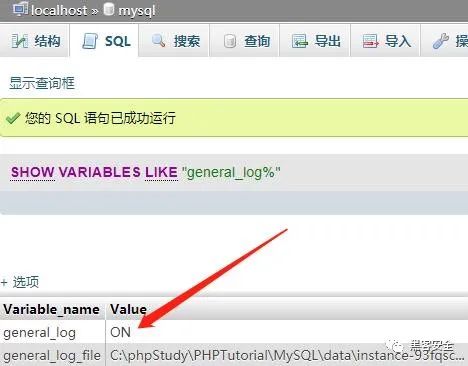 localhost » mysql
结构 SQL 搜索 查询 导出 导入
显示查询框
您的 SQL 语句已成功运行
SHOW VARIABLES LIKE "general_log%"
+ 选项
Variable_name Value
general_log ON
general_log_file C:\phpStudy\PHPTutorial\MySQL\data\instance-93fqsc...
黑客安全